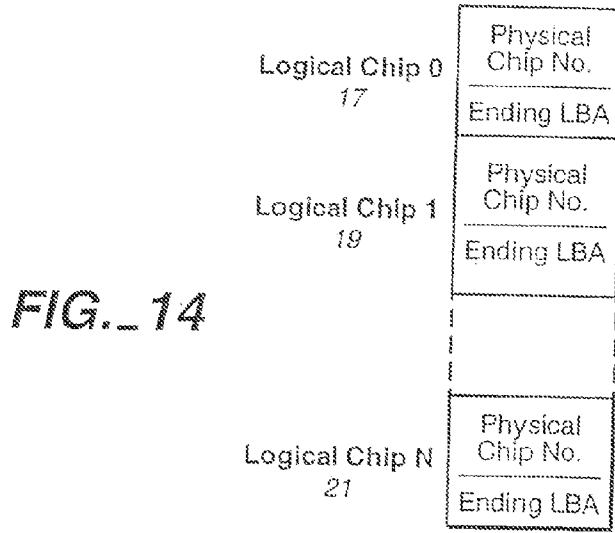 Physical
Chip No.
Logical Chip 0
17
Ending LBA
Physical
Chip No.
Logical Chip 1
19
Ending LBA
FIG._14
Physical
Chip No.
Logical Chip N
21
Ending LBA